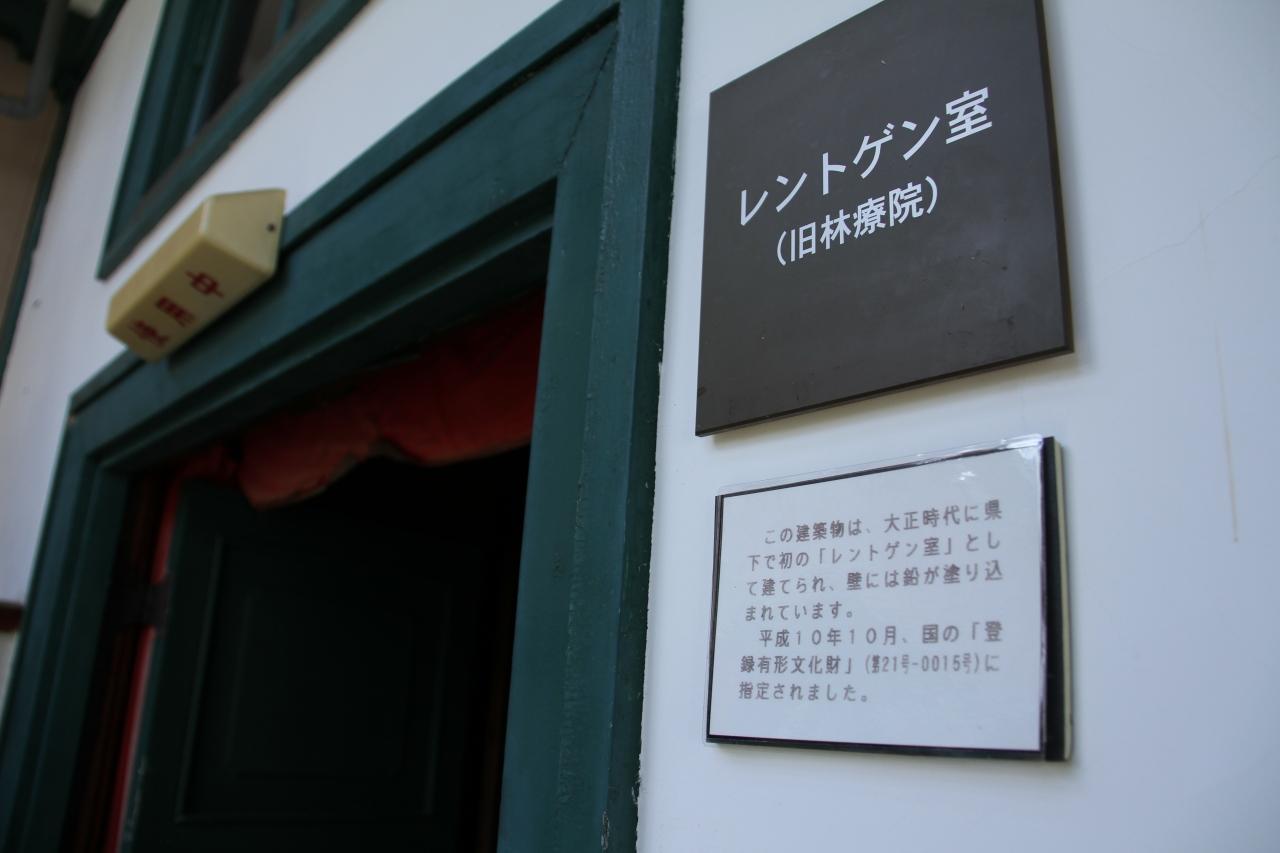 レントゲン室
（旧林療院）
この建築物は、大正時代に県
下で初の「レントゲン室」とし
て建てられ、壁には鉛が塗り込
まれています。
平成１０年１０月、国の「登
録有形文化財」（第21号-0015号）に
指定されました。